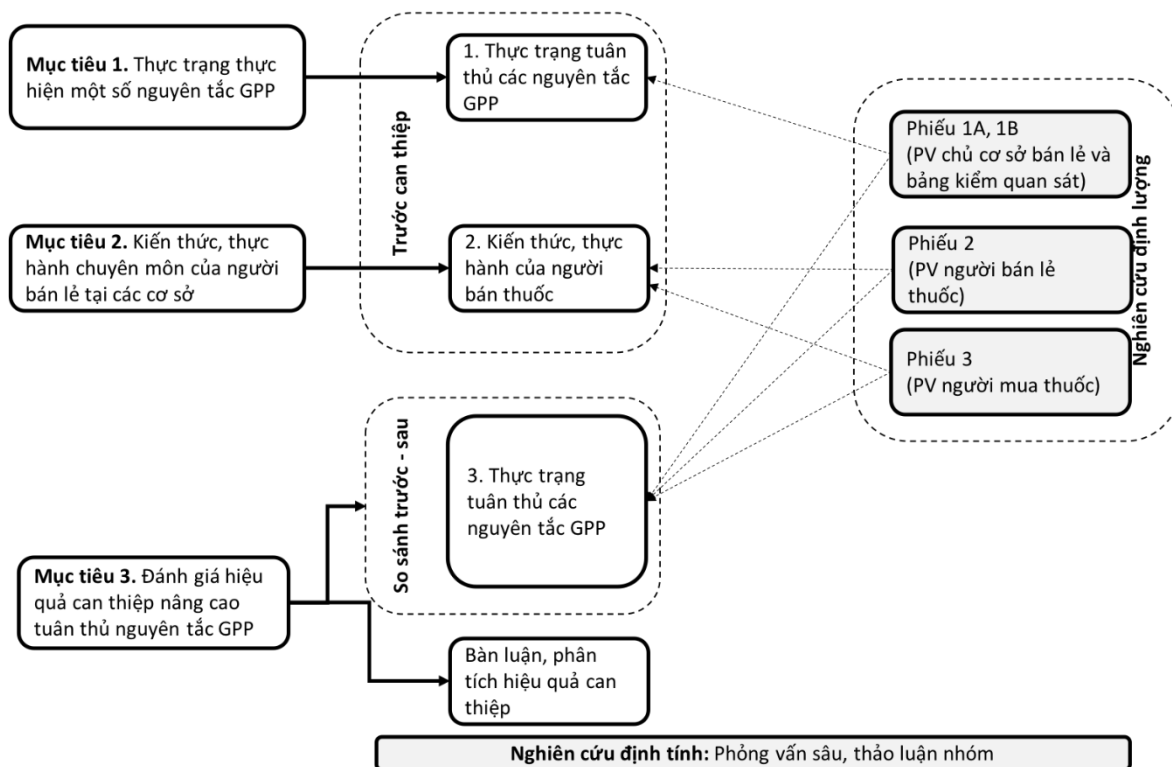 Mục tiêu 1. Thực trạng thực
hiện một số nguyên tắc GPP
Trước can thiệp
1. Thực trạng tuân
thủ các nguyên tắc
GPP
Phiếu 1A, 1B
(PV chủ cơ sở bán lẻ và
bảng kiểm quan sát)
Nghiên cứu định lượng
Mục tiêu 2. Kiến thức, thực
hành chuyên môn của người
bán lẻ tại các cơ sở
2. Kiến thức, thực
hành của người
bán thuốc
Phiếu 2
(PV người bán lẻ
thuốc)
Phiếu 3
(PV người mua thuốc)
So sánh trước - sau
3. Thực trạng
tuân thủ các
nguyên tắc GPP
Mục tiêu 3. Đánh giá hiệu
quả can thiệp nâng cao
tuân thủ nguyên tắc GPP
Bàn luận, phân
tích hiệu quả can
thiệp
Nghiên cứu định tính: Phỏng vấn sâu, thảo luận nhóm